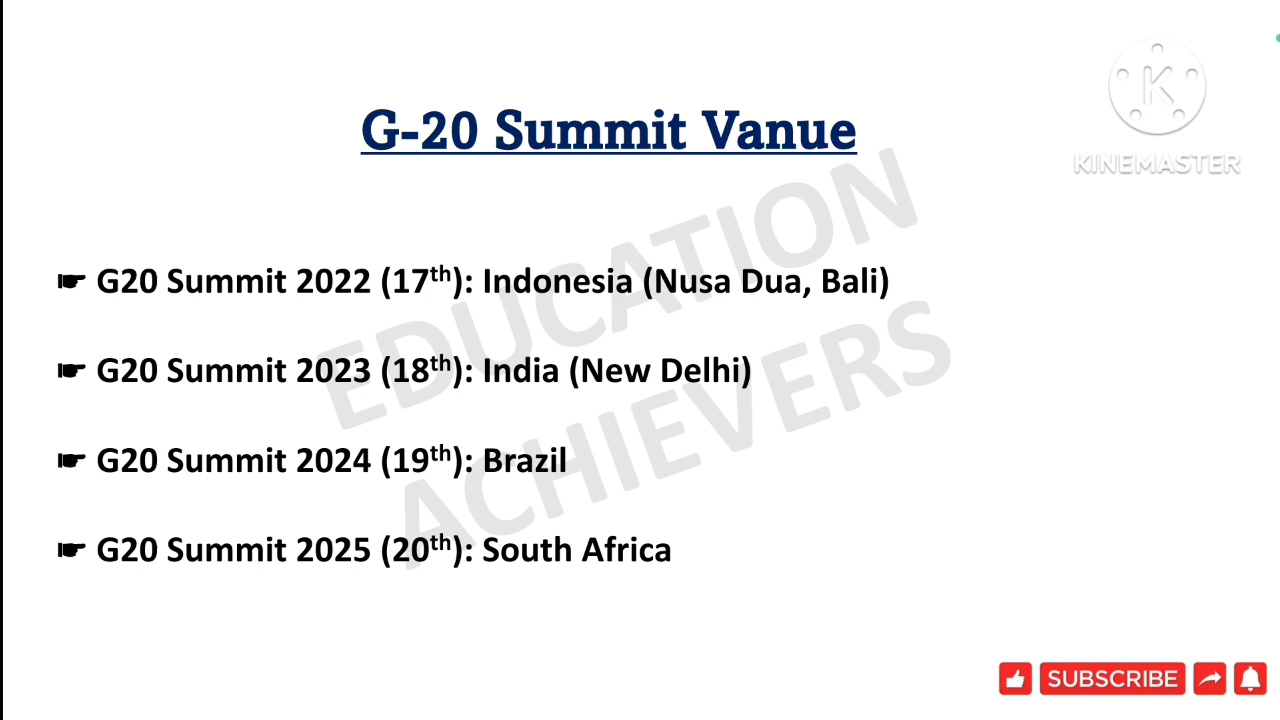 G-20 Summit Vanue
KINEMASTER
☛ G20 Summit 2022 (17th): Indonesia (Nusa Dua, Bali)
☛ G20 Summit 2023 (18th): India (New Delhi)
☛ G20 Summit 2024 (19th): Brazil
☛ G20 Summit 2025 (20th): South Africa
EDUCATION
ACHIEVERS
SUBSCRIBE